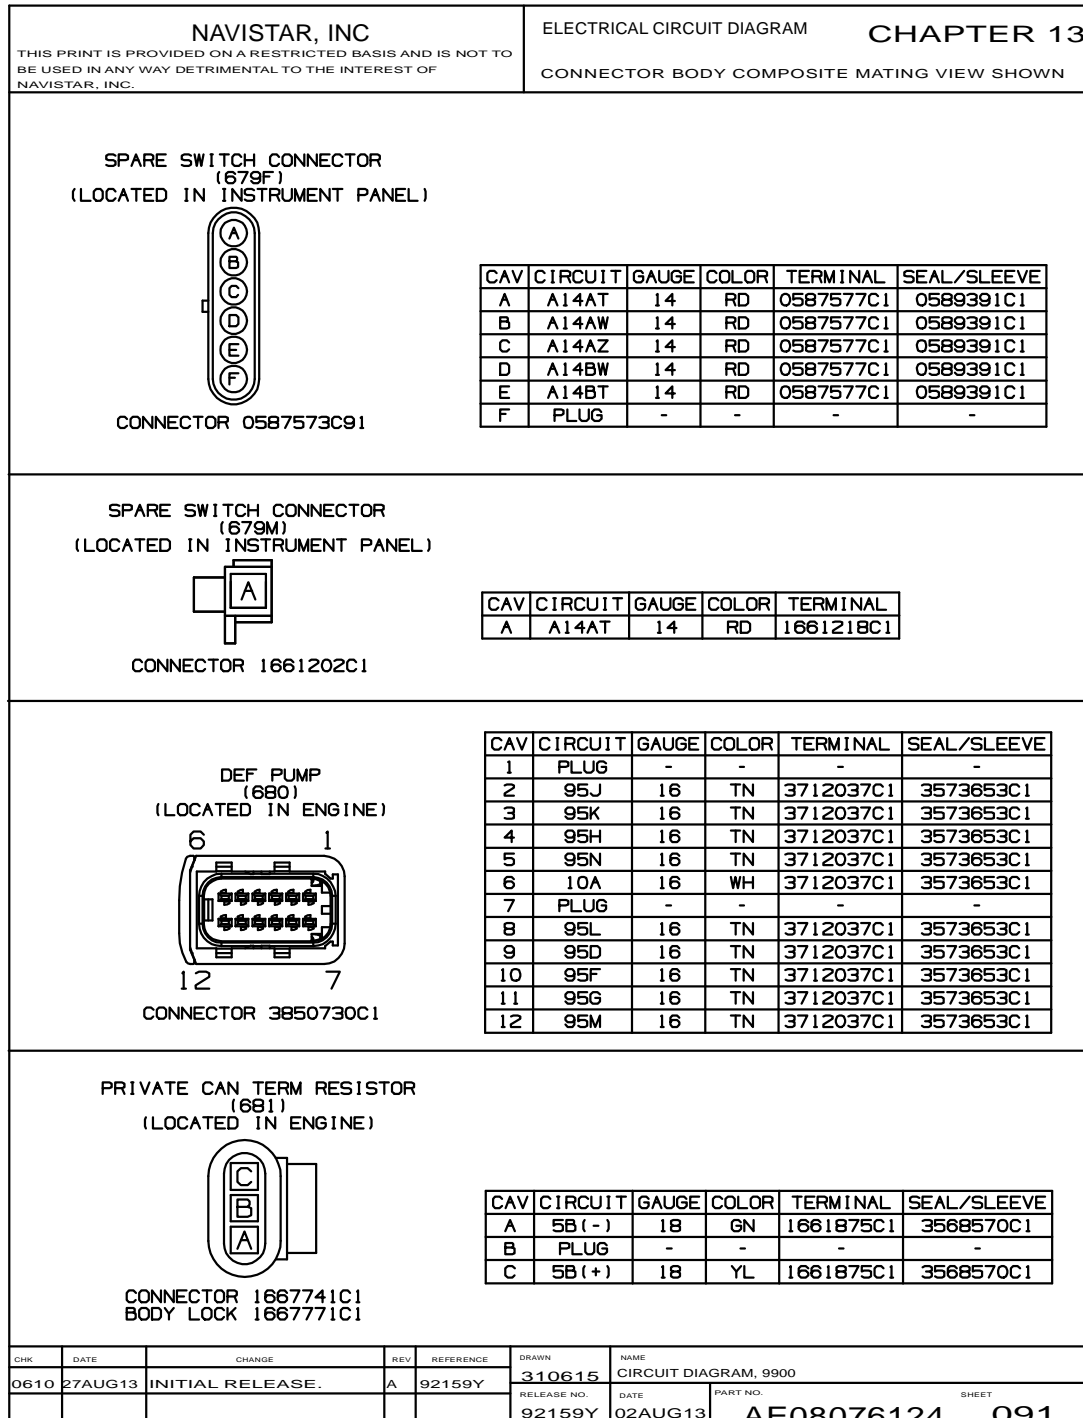 NAVISTAR, INC
THIS PRINT IS PROVIDED ON A RESTRICTED BASIS AND IS NOT TO
BE USED IN ANY WAY DETRIMENTAL TO THE INTEREST OF
NAVISTAR, INC.
ELECTRICAL CIRCUIT DIAGRAM CHAPTER 13
CONNECTOR BODY COMPOSITE MATING VIEW SHOWN
SPARE SWITCH CONNECTOR
(679F)
(LOCATED IN INSTRUMENT PANEL)
A
B
C
D
E
F
CONNECTOR 0587573C91
CAV CIRCUIT GAUGE COLOR TERMINAL SEAL/SLEEVE
A A14AT 14 RD 0587577C1 0589391C1
B A14AW 14 RD 0587577C1 0589391C1
C A14AZ 14 RD 0587577C1 0589391C1
D A14BW 14 RD 0587577C1 0589391C1
E A14BT 14 RD 0587577C1 0589391C1
F PLUG - - - -
SPARE SWITCH CONNECTOR
(679M)
(LOCATED IN INSTRUMENT PANEL)
A
CONNECTOR 1661202C1
CAV CIRCUIT GAUGE COLOR TERMINAL
A A14AT 14 RD 1661218C1
DEF PUMP
(680)
(LOCATED IN ENGINE)
6 1
12 7
CONNECTOR 3850730C1
CAV CIRCUIT GAUGE COLOR TERMINAL SEAL/SLEEVE
1 PLUG - - - -
2 95J 16 TN 3712037C1 3573653C1
3 95K 16 TN 3712037C1 3573653C1
4 95H 16 TN 3712037C1 3573653C1
5 95N 16 TN 3712037C1 3573653C1
6 10A 16 WH 3712037C1 3573653C1
7 PLUG - - - -
8 95L 16 TN 3712037C1 3573653C1
9 95D 16 TN 3712037C1 3573653C1
10 95F 16 TN 3712037C1 3573653C1
11 95G 16 TN 3712037C1 3573653C1
12 95M 16 TN 3712037C1 3573653C1
PRIVATE CAN TERM RESISTOR
(681)
(LOCATED IN ENGINE)
C
B
A
CONNECTOR 1667741C1
BODY LOCK 1667771C1
CAV CIRCUIT GAUGE COLOR TERMINAL SEAL/SLEEVE
A 5B(-) 18 GN 1661875C1 3568570C1
B PLUG - - - -
C 5B(+) 18 YL 1661875C1 3568570C1
CHK DATE CHANGE REV REFERENCE
0610 27AUG13 INITIAL RELEASE. A 92159Y
DRAWN
310615
NAME
CIRCUIT DIAGRAM, 9900
RELEASE NO.
92159Y
DATE
02AUG13
PART NO.
AE08076124
SHEET
091